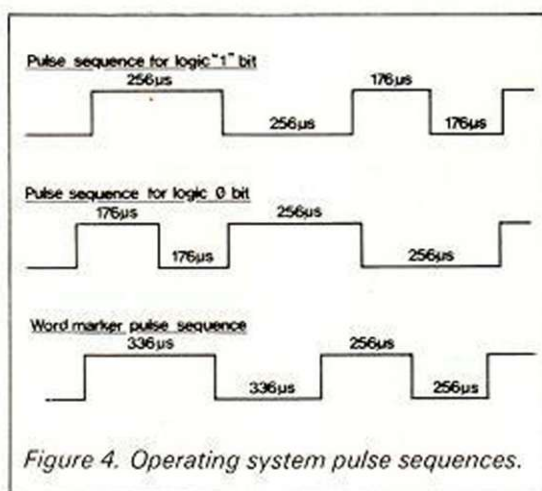 Pulse sequence for logic "1" bit
256µs 176µs
256µs 176µs
Pulse sequence for logic 0 bit
176µs 256µs
176µs 256µs
Word marker pulse sequence
336µs 256µs
336µs 256µs
Figure 4. Operating system pulse sequences.